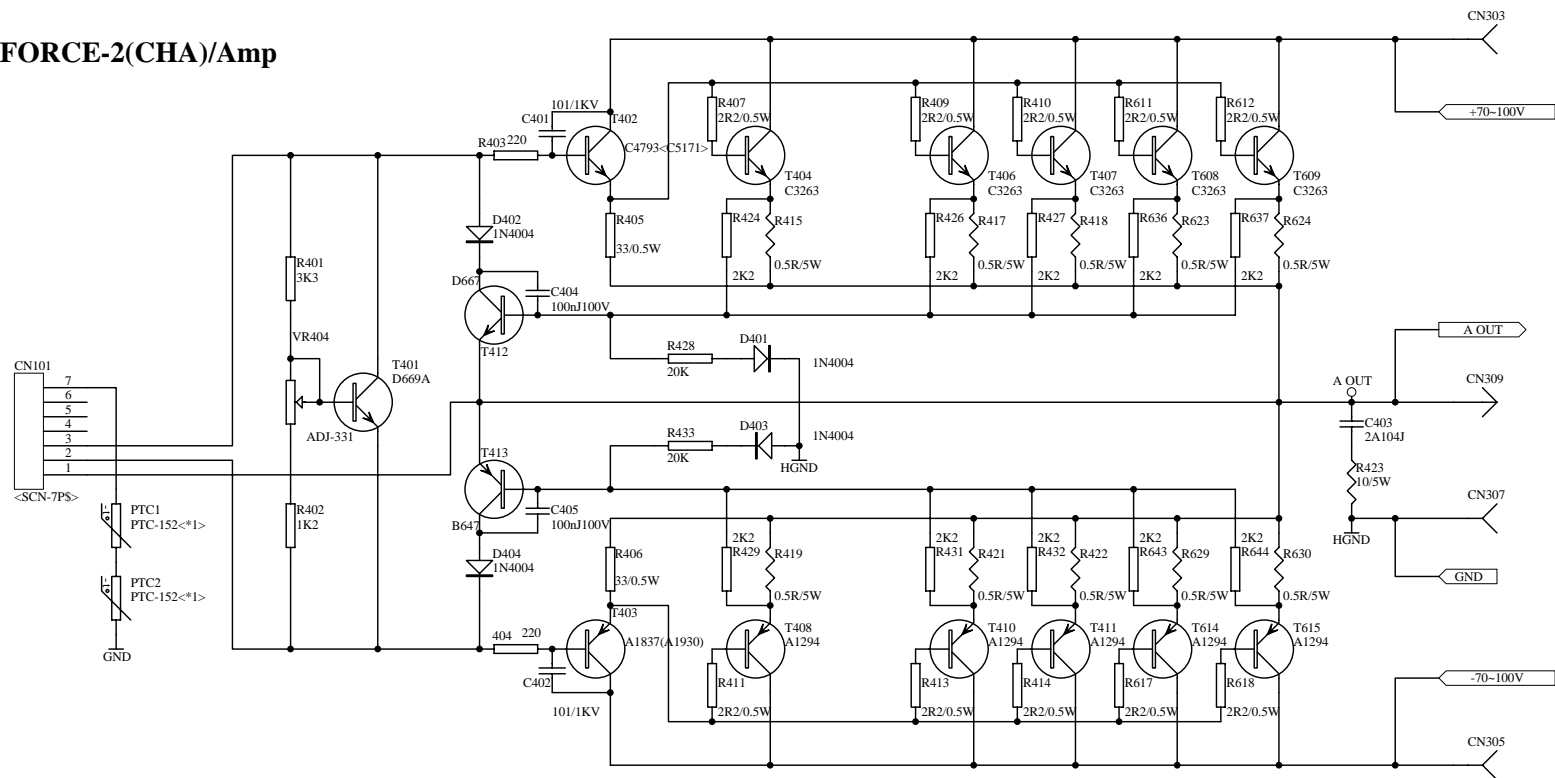 FORCE-2(CHA)/Amp
CN303
+70~100V
101/1KV
C401
T402
R403 220
C4793<C5171>
R407
2R2/0.5W
R409
2R2/0.5W
R410
2R2/0.5W
R611
2R2/0.5W
R612
2R2/0.5W
T404
C3263
T406
C3263
T407
C3263
T608
C3263
T609
C3263
D402
1N4004
R405
33/0.5W
R424
R415
R426
R417
R427
R418
R636
R623
R637
R624
0.5R/5W
0.5R/5W
0.5R/5W
0.5R/5W
0.5R/5W
2K2
2K2
2K2
2K2
2K2
R401
3K3
D667
C404
100nJ100V
T412
VR404
T401
D669A
ADJ-331
R428
20K
D401
1N4004
A OUT
CN101
7
6
5
4
3
2
1
<SCN-7P$>
A OUT
CN309
C403
2A104J
R433
20K
D403
1N4004
HGND
T413
R423
10/5W
CN307
HGND
GND
PTC1
PTC-152<*1>
R402
1K2
B647
C405
100nJ100V
D404
1N4004
R406
33/0.5W
2K2
R429
R419
2K2
R431
R421
2K2
R432
R422
2K2
R643
R629
2K2
R644
R630
0.5R/5W
0.5R/5W
0.5R/5W
0.5R/5W
0.5R/5W
PTC2
PTC-152<*1>
GND
404 220
T403
A1837(A1930)
C402
101/1KV
T408
A1294
T410
A1294
T411
A1294
T614
A1294
T615
A1294
R411
2R2/0.5W
R413
2R2/0.5W
R414
2R2/0.5W
R617
2R2/0.5W
R618
2R2/0.5W
-70~100V
CN305